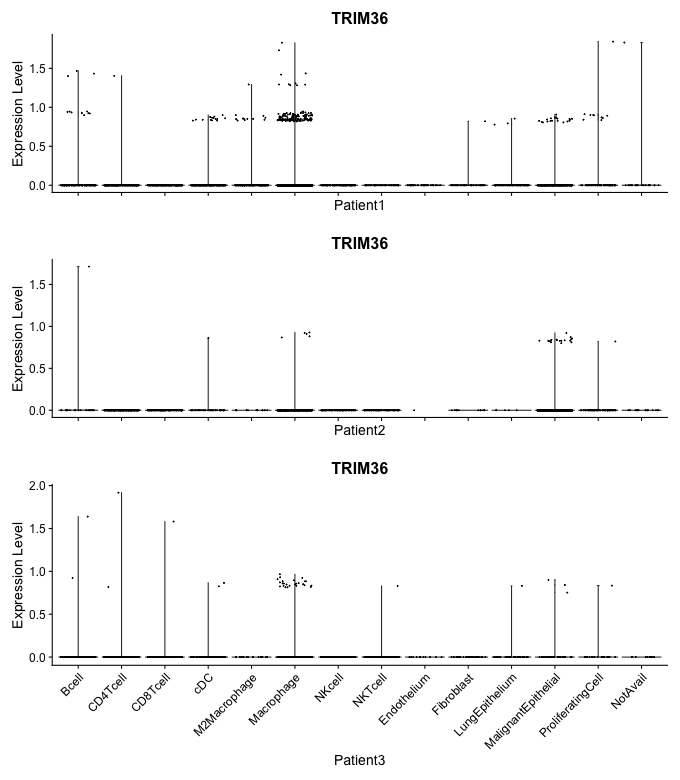 TRIM36
Expression Level
1.5
1.0
0.5
0.0
Patient1
TRIM36
Expression Level
1.5
1.0
0.5
0.0
Patient2
TRIM36
Expression Level
2.0
1.5
1.0
0.5
0.0
Bcell
CD4Tcell
CD8Tcell
cDC
M2Macrophage
Macrophage
NKcell
NKTcell
Endothelium
Fibroblast
LungEpithelium
MalignantEpithelial
ProliferatingCell
NotAvail
Patient3